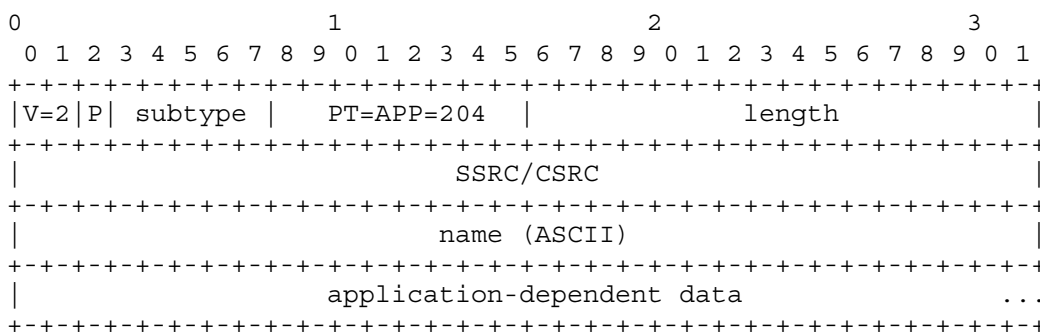 0                   1                   2                   3
 0 1 2 3 4 5 6 7 8 9 0 1 2 3 4 5 6 7 8 9 0 1 2 3 4 5 6 7 8 9 0 1
+-+-+-+-+-+-+-+-+-+-+-+-+-+-+-+-+-+-+-+-+-+-+-+-+-+-+-+-+-+-+-+-+
|V=2|P| subtype |   PT=APP=204  |             length            |
+-+-+-+-+-+-+-+-+-+-+-+-+-+-+-+-+-+-+-+-+-+-+-+-+-+-+-+-+-+-+-+-+
|                           SSRC/CSRC                           |
+-+-+-+-+-+-+-+-+-+-+-+-+-+-+-+-+-+-+-+-+-+-+-+-+-+-+-+-+-+-+-+-+
|                          name (ASCII)                         |
+-+-+-+-+-+-+-+-+-+-+-+-+-+-+-+-+-+-+-+-+-+-+-+-+-+-+-+-+-+-+-+-+
|                   application-dependent data                ...
+-+-+-+-+-+-+-+-+-+-+-+-+-+-+-+-+-+-+-+-+-+-+-+-+-+-+-+-+-+-+-+-+